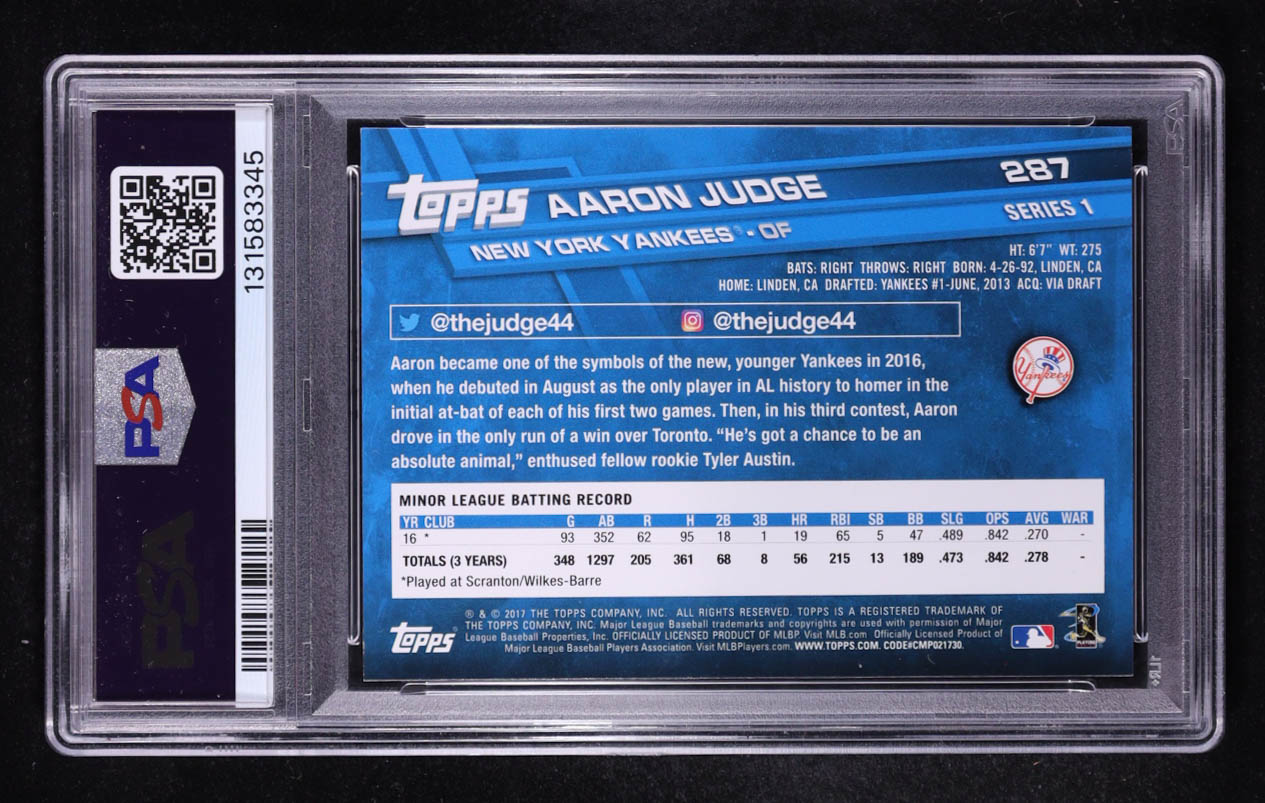 131583345
PSA
PSA
PSA
topps AARON JUDGE 287
NEW YORK YANKEES® • OF SERIES 1
HT: 6'7" WT: 275
BATS: RIGHT THROWS: RIGHT BORN: 4-26-92, LINDEN, CA
HOME: LINDEN, CA DRAFTED: YANKEES #1-JUNE, 2013 ACQ: VIA DRAFT
@thejudge44 @thejudge44
Aaron became one of the symbols of the new, younger Yankees in 2016,
when he debuted in August as the only player in AL history to homer in the
initial at-bat of each of his first two games. Then, in his third contest, Aaron
drove in the only run of a win over Toronto. “He’s got a chance to be an
absolute animal,” enthused fellow rookie Tyler Austin.
Yankees
MINOR LEAGUE BATTING RECORD
YR CLUB G AB R H 2B 3B HR RBI SB BB SLG OPS AVG WAR
16 * 93 352 62 95 18 1 19 65 5 47 .489 .842 .270 -
TOTALS (3 YEARS) 348 1297 205 361 68 8 56 215 13 189 .473 .842 .278 -
*Played at Scranton/Wilkes-Barre
® & © 2017 THE TOPPS COMPANY, INC. ALL RIGHTS RESERVED. TOPPS IS A REGISTERED TRADEMARK OF
THE TOPPS COMPANY, INC. Major League Baseball trademarks and copyrights are used with permission of Major
League Baseball Properties, Inc. OFFICIALLY LICENSED PRODUCT OF MLBP. Visit MLB.com Officially Licensed Product of
Major League Baseball Players Association. Visit MLBPlayers.com. WWW.TOPPS.COM. CODE#CMP021730.
topps®
PLAYERS